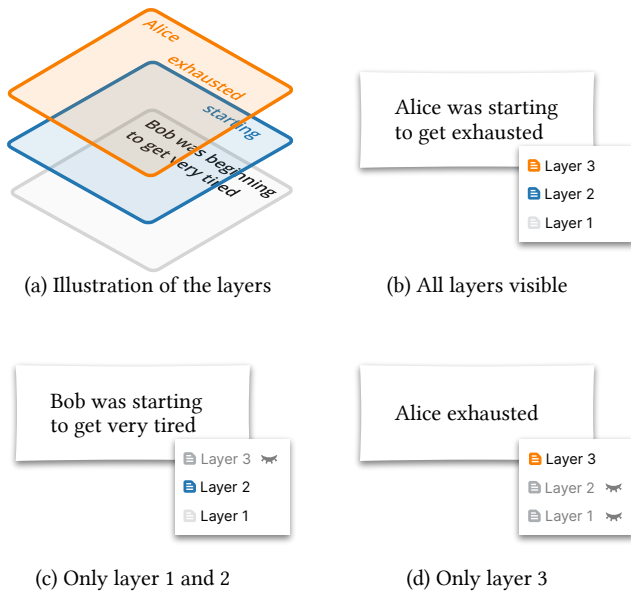 Alice
exhausted
starting
Bob was beginning
to get very tired
(a) Illustration of the layers
Alice was starting
to get exhausted
Layer 3
Layer 2
Layer 1
(b) All layers visible
Bob was starting
to get very tired
Layer 3
Layer 2
Layer 1
(c) Only layer 1 and 2
Alice exhausted
Layer 3
Layer 2
Layer 1
(d) Only layer 3